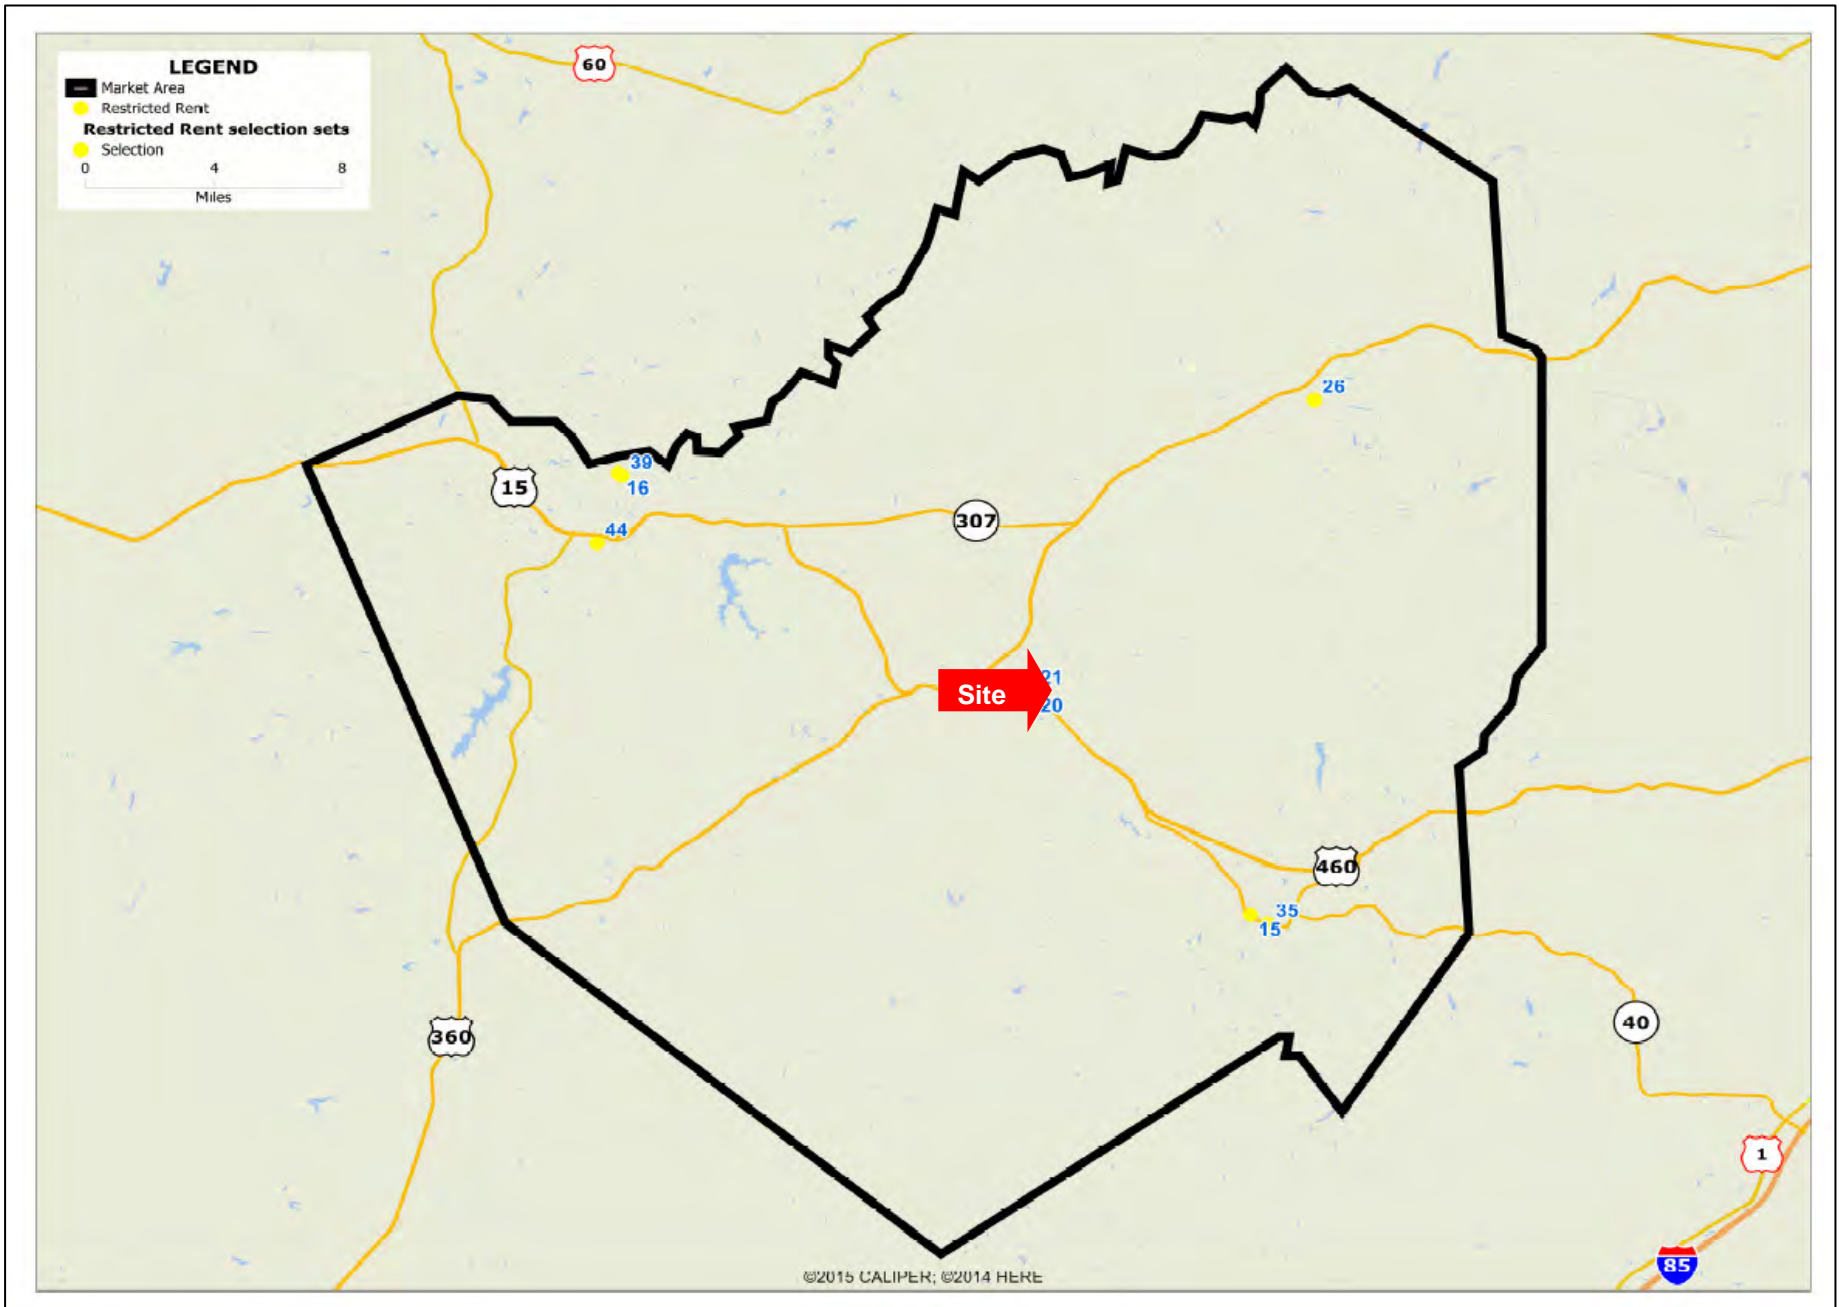 LEGEND
Market Area
Restricted Rent
Restricted Rent selection sets
Selection
0 4 8
Miles
60
26
39
15
16
44
307
21
Site
20
460
35
15
40
360
1
85
©2015 CALIPER; ©2014 HERE